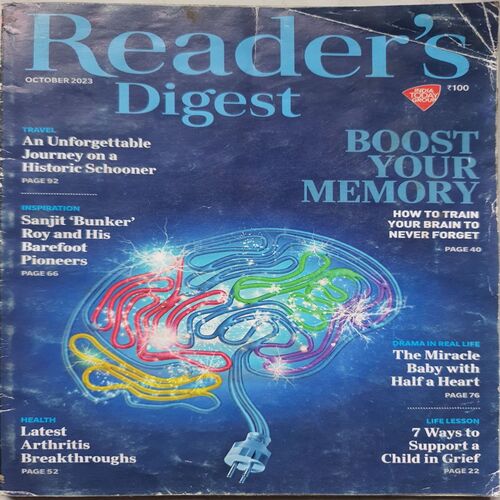 Reader's
Digest
OCTOBER 2023
INDIA
TODAY
GROUP
₹100
TRAVEL
An Unforgettable
Journey on a
Historic Schooner
PAGE 92
BOOST
YOUR
MEMORY
HOW TO TRAIN
YOUR BRAIN TO
NEVER FORGET
PAGE 40
INSPIRATION
Sanjit 'Bunker'
Roy and His
Barefoot
Pioneers
PAGE 66
DRAMA IN REAL LIFE
The Miracle
Baby with
Half a Heart
PAGE 76
HEALTH
Latest
Arthritis
Breakthroughs
PAGE 52
LIFE LESSON
7 Ways to
Support a
Child in Grief
PAGE 22